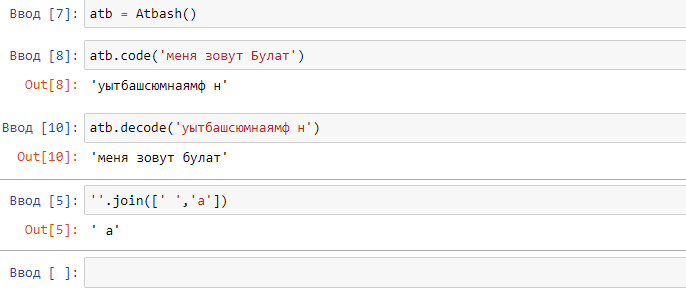 Ввод [7]: atb = Atbash()
Ввод [8]: atb.code('меня зовут Булат')
Out[8]: 'уытбашсюмнаямф н'
Ввод [10]: atb.decode('уытбашсюмнаямф н')
Out[10]: 'меня зовут булат'
Ввод [5]: ''.join([' ','a'])
Out[5]: ' a'
Ввод [ ]: